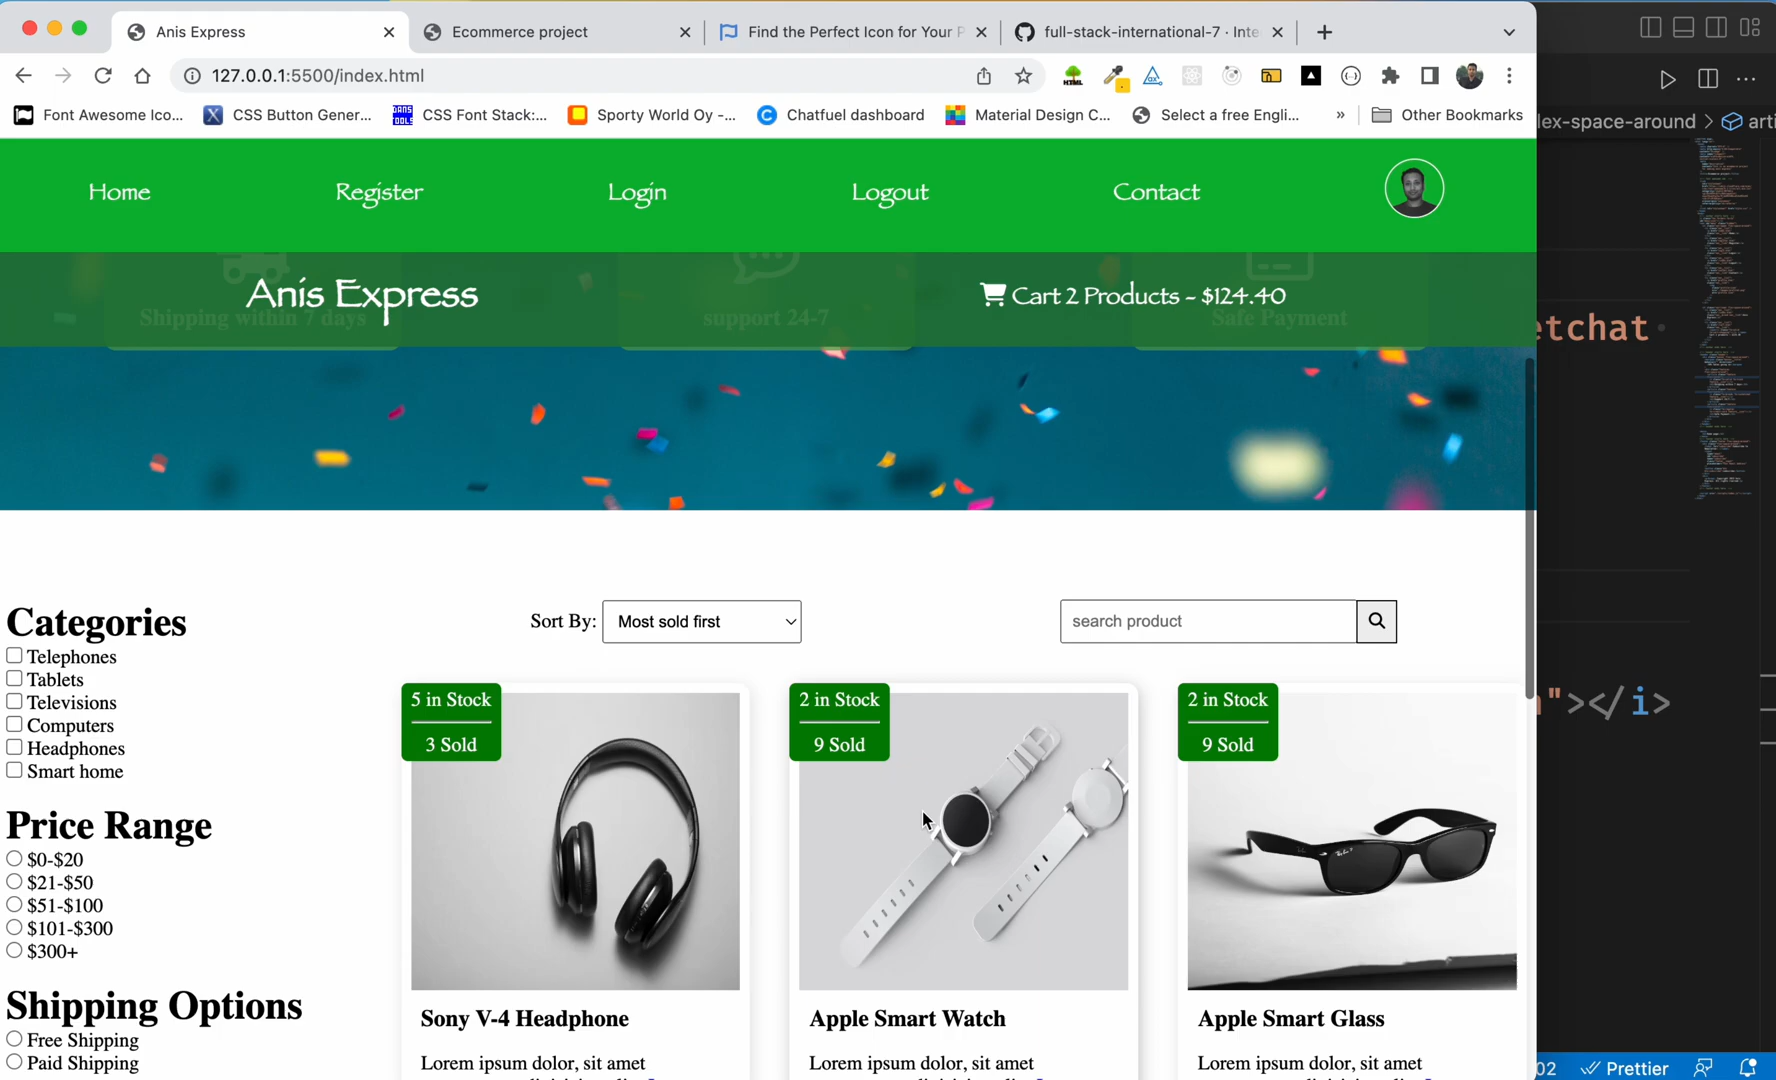 Anis Express
Ecommerce project
Find the Perfect Icon for Your P
full-stack-international-7 · Inte
127.0.0.1:5500/index.html
Font Awesome Ico...
CSS Button Gener...
CSS Font Stack:...
Sporty World Oy -...
Chatfuel dashboard
Material Design C...
Select a free Engli...
»
Other Bookmarks
lex-space-around > arti
Home
Register
Login
Logout
Contact
Anis Express
Cart 2 Products - $124.40
Shipping within 7 days
support 24-7
Safe Payment
etchat
"></i>
Categories
Telephones
Tablets
Televisions
Computers
Headphones
Smart home
Price Range
$0-$20
$21-$50
$51-$100
$101-$300
$300+
Shipping Options
Free Shipping
Paid Shipping
Sort By:
Most sold first
search product
5 in Stock
3 Sold
2 in Stock
9 Sold
2 in Stock
9 Sold
Sony V-4 Headphone
Lorem ipsum dolor, sit amet
Apple Smart Watch
Lorem ipsum dolor, sit amet
Apple Smart Glass
Lorem ipsum dolor, sit amet
02
Prettier